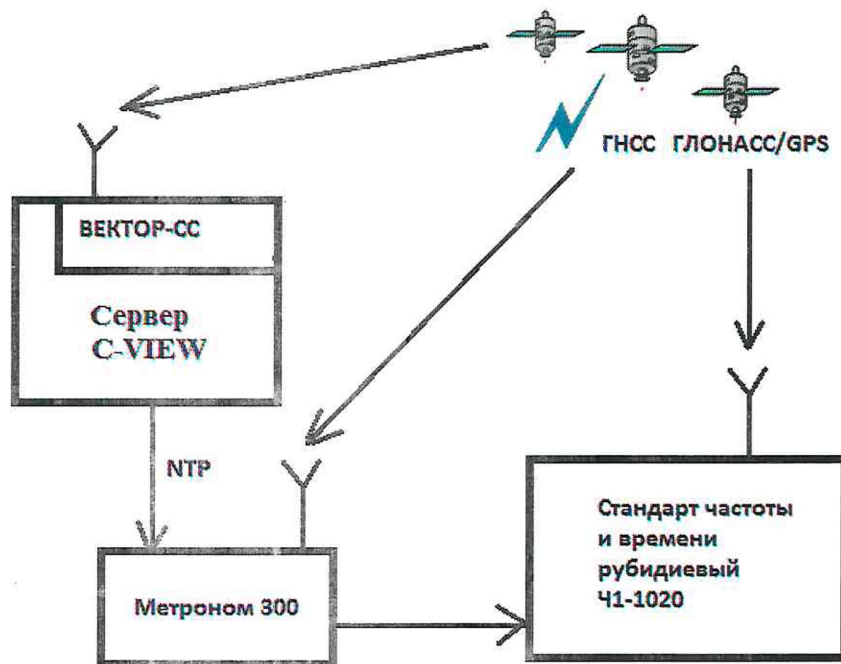 ГНСС ГЛОНАСС/GPS
ВЕКТОР-СС
Сервер
C-VIEW
NTP
Стандарт частоты
и времени
рубидиевый
Ч1-1020
Метроном 300